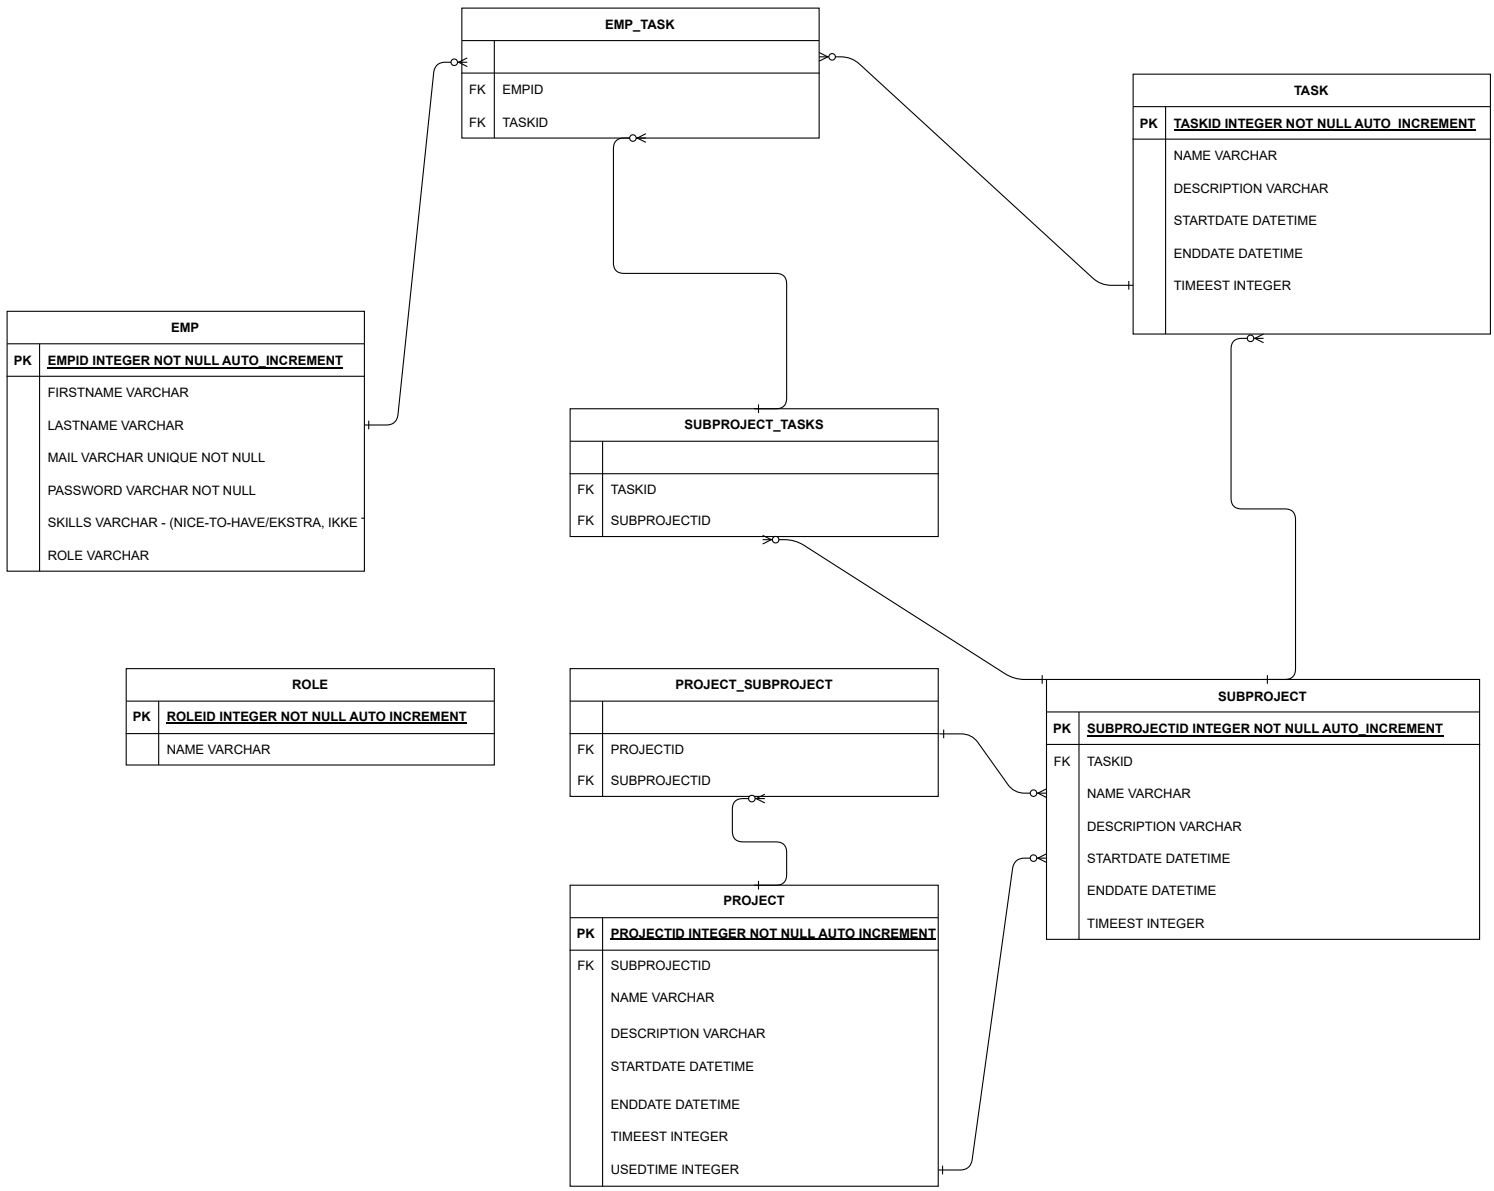 EMP_TASK
FK EMPID
FK TASKID
TASK
PK TASKID INTEGER NOT NULL AUTO_INCREMENT
NAME VARCHAR
DESCRIPTION VARCHAR
STARTDATE DATETIME
ENDDATE DATETIME
TIMEEST INTEGER
EMP
PK EMPID INTEGER NOT NULL AUTO_INCREMENT
FIRSTNAME VARCHAR
LASTNAME VARCHAR
MAIL VARCHAR UNIQUE NOT NULL
PASSWORD VARCHAR NOT NULL
SKILLS VARCHAR - (NICE-TO-HAVE/EKSTRA, IKKE
ROLE VARCHAR
SUBPROJECT_TASKS
FK TASKID
FK SUBPROJECTID
ROLE
PK ROLEID INTEGER NOT NULL AUTO INCREMENT
NAME VARCHAR
PROJECT_SUBPROJECT
FK PROJECTID
FK SUBPROJECTID
SUBPROJECT
PK SUBPROJECTID INTEGER NOT NULL AUTO_INCREMENT
FK TASKID
NAME VARCHAR
DESCRIPTION VARCHAR
STARTDATE DATETIME
ENDDATE DATETIME
TIMEEST INTEGER
PROJECT
PK PROJECTID INTEGER NOT NULL AUTO INCREMENT
FK SUBPROJECTID
NAME VARCHAR
DESCRIPTION VARCHAR
STARTDATE DATETIME
ENDDATE DATETIME
TIMEEST INTEGER
USEDTIME INTEGER